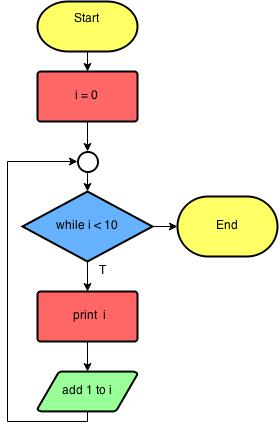 Start
i = 0
while i < 10
End
T
print i
add 1 to i